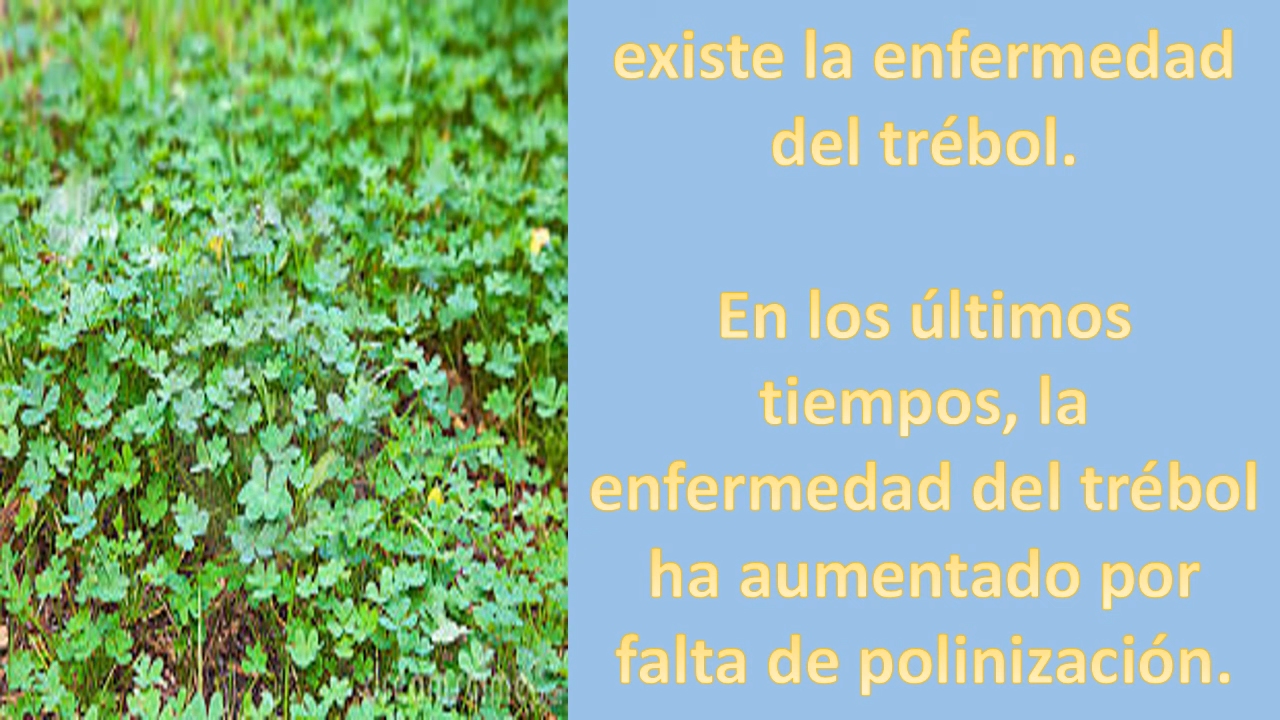 existe la enfermedad
del trébol.
En los últimos
tiempos, la
enfermedad del trébol
ha aumentado por
falta de polinización.